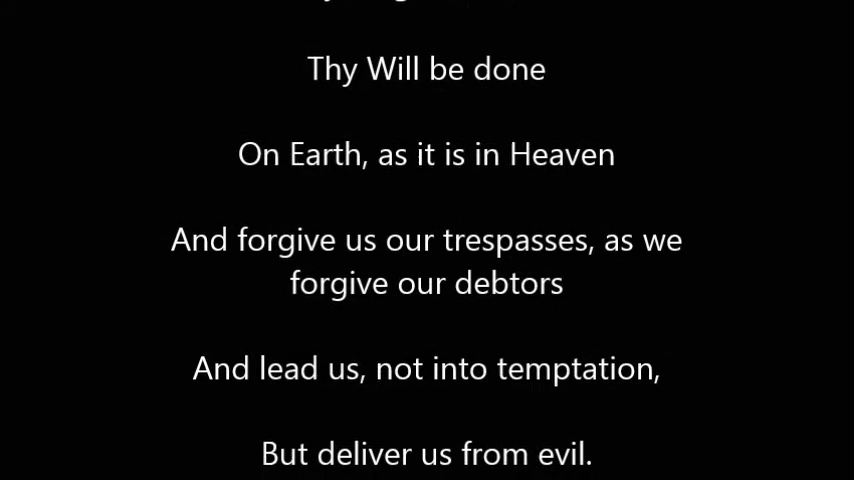 Thy Will be done
On Earth, as it is in Heaven
And forgive us our trespasses, as we
forgive our debtors
And lead us, not into temptation,
But deliver us from evil.